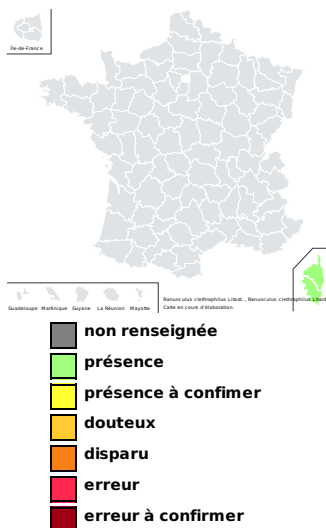 Île-de-France
Guadeloupe Martinique Guyane La Réunion Mayotte
Ranunculus clethraphilus Litard. , Ranunculus clethraphilus Litard
Carte en cours d'élaboration.
non renseignée
présence
présence à confimer
douteux
disparu
erreur
erreur à confirmer